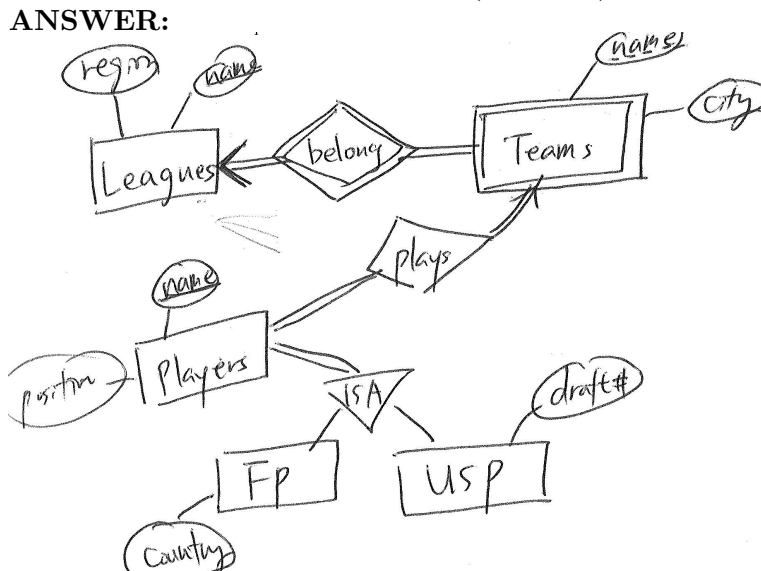 ANSWER:
region
name
name
city
Leagues
belong
Teams
plays
name
position
Players
ISA
draft#
FP
USP
country